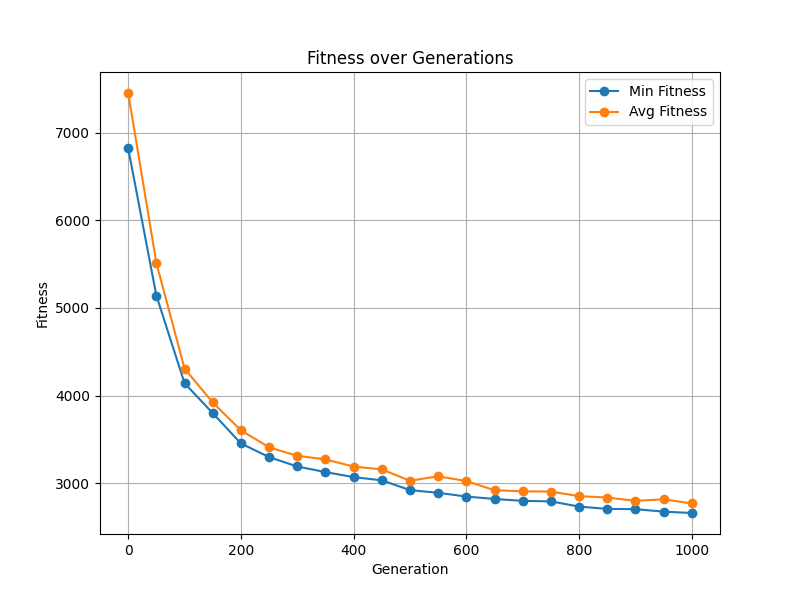 Fitness over Generations
Min Fitness
Avg Fitness
7000
6000
5000
4000
3000
Fitness
0 200 400 600 800 1000
Generation